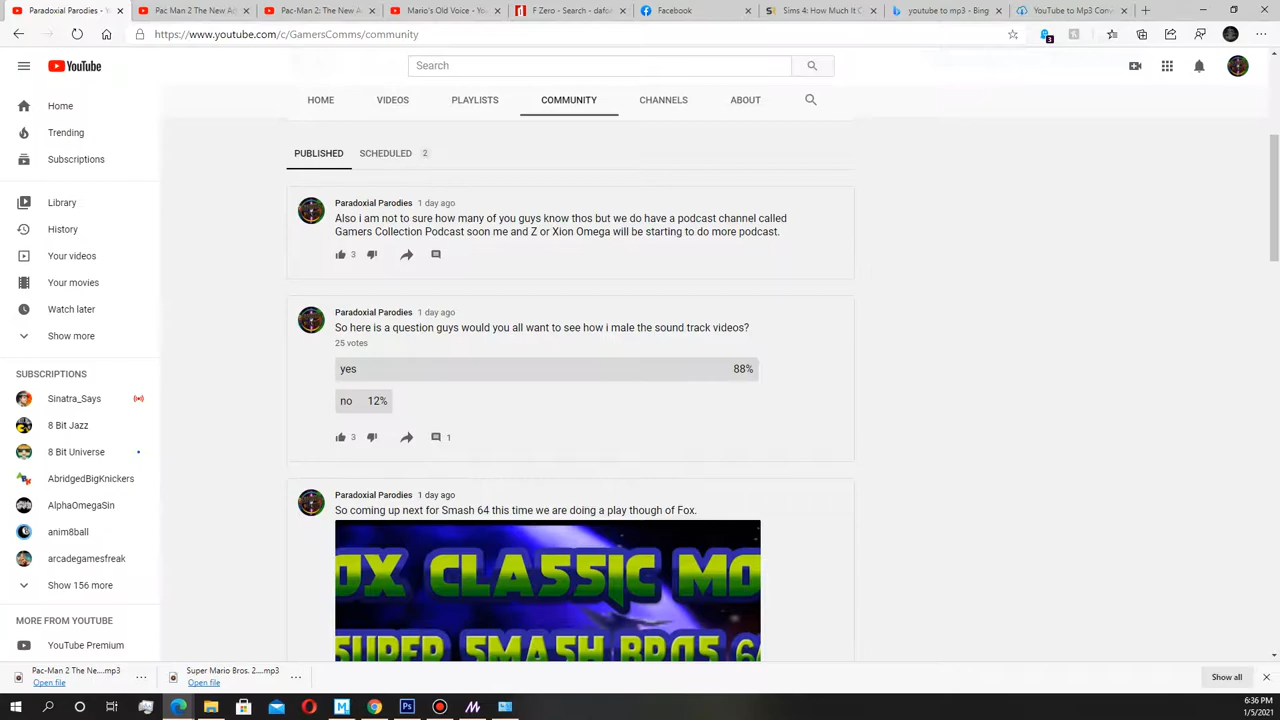 Paradoxial Parodies - Y
Pac Man 2 The New Ad
Pac-Man 2: The New Ac
Mario's Old Voice - Yo
F Zero - Search - dafo
Facebook
Sims 4: How Much It C
youtube to mp3 - Bing
YouTube to Mp3 Conv
https://www.youtube.com/c/GamersComms/community
3
YouTube
Search
HOME VIDEOS PLAYLISTS COMMUNITY CHANNELS ABOUT
PUBLISHED SCHEDULED 2
Home
Trending
Subscriptions
Library
History
Your videos
Your movies
Watch later
Show more
SUBSCRIPTIONS
Sinatra_Says
8 Bit Jazz
8 Bit Universe
AbridgedBigKnickers
AlphaOmegaSin
anim8ball
arcadegamesfreak
Show 156 more
MORE FROM YOUTUBE
YouTube Premium
Paradoxial Parodies 1 day ago
Also i am not to sure how many of you guys know thos but we do have a podcast channel called
Gamers Collection Podcast soon me and Z or Xion Omega will be starting to do more podcast.
3
Paradoxial Parodies 1 day ago
So here is a question guys would you all want to see how i male the sound track videos?
25 votes
yes 88%
no 12%
3 1
Paradoxial Parodies 1 day ago
So coming up next for Smash 64 this time we are doing a play though of Fox.
OX CLASSIC MO
SUPER SMASH BROS 64
Pac-Man 2 The Ne....mp3
Open file
Super Mario Bros. 2....mp3
Open file
Show all
6:36 PM
1/5/2021